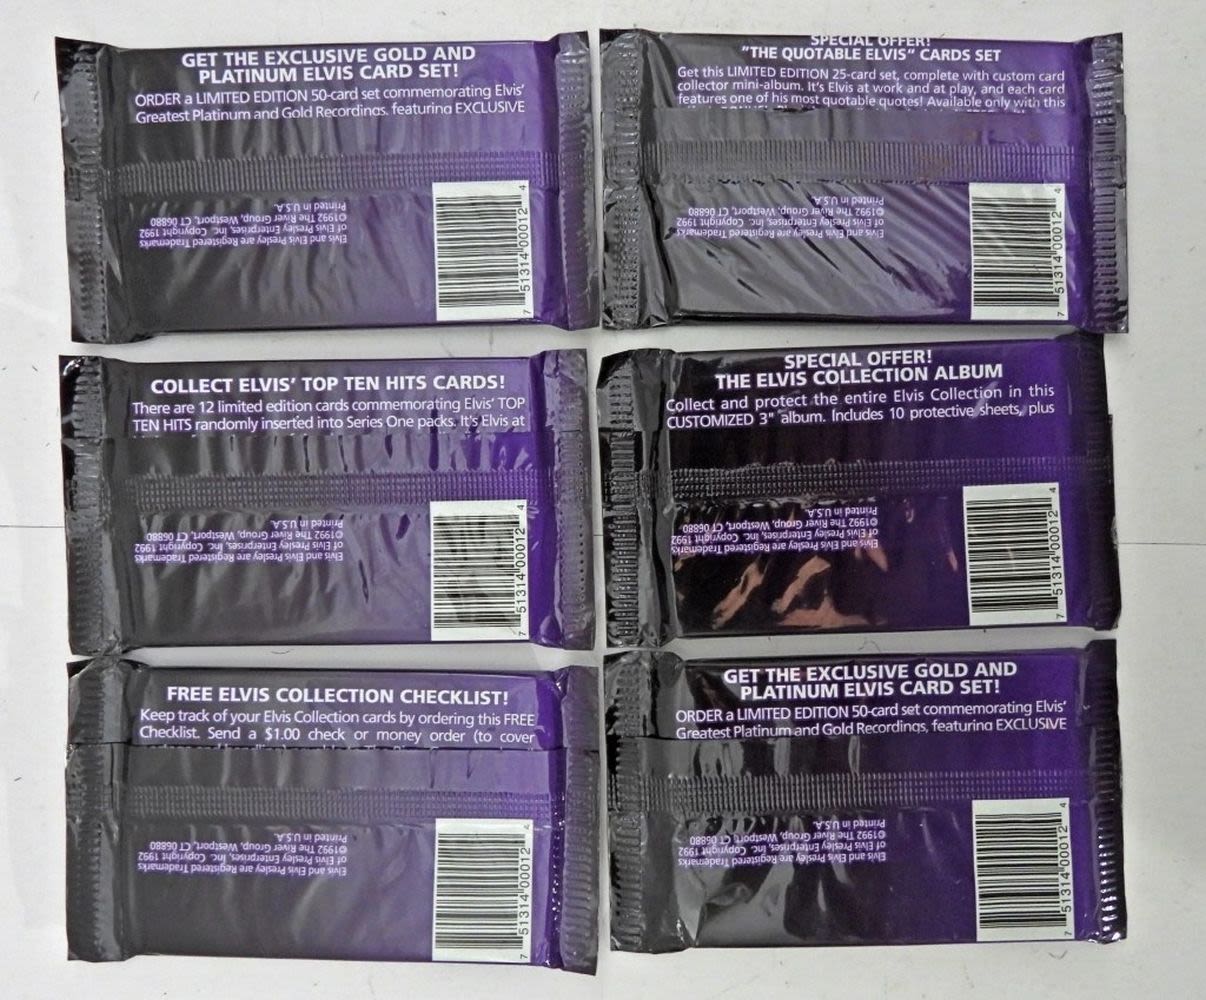 GET THE EXCLUSIVE GOLD AND
PLATINUM ELVIS CARD SET!
ORDER a LIMITED EDITION 50-card set commemorating Elvis'
Greatest Platinum and Gold Recordings, featuring EXCLUSIVE
Elvis and Elvis Presley are Registered Trademarks
of Elvis Presley Enterprises, Inc. Copyright 1992
©1992 The River Group, Westport, CT 06880
Printed in U.S.A.
7 51314 00012 4
SPECIAL OFFER!
"THE QUOTABLE ELVIS" CARDS SET
Get this LIMITED EDITION 25-card set, complete with custom card
collector mini-album. It's Elvis at work and at play, and each card
features one of his most quotable quotes! Available only with this
Elvis and Elvis Presley are Registered Trademarks
of Elvis Presley Enterprises, Inc. Copyright 1992
©1992 The River Group, Westport, CT 06880
Printed in U.S.A.
7 51314 00012 4
COLLECT ELVIS' TOP TEN HITS CARDS!
There are 12 limited edition cards commemorating Elvis' TOP
TEN HITS randomly inserted into Series One packs. It's Elvis at
Elvis and Elvis Presley are Registered Trademarks
of Elvis Presley Enterprises, Inc. Copyright 1992
©1992 The River Group, Westport, CT 06880
Printed in U.S.A.
7 51314 00012 4
SPECIAL OFFER!
THE ELVIS COLLECTION ALBUM
Collect and protect the entire Elvis Collection in this
CUSTOMIZED 3" album. Includes 10 protective sheets, plus
Elvis and Elvis Presley are Registered Trademarks
of Elvis Presley Enterprises, Inc. Copyright 1992
©1992 The River Group, Westport, CT 06880
Printed in U.S.A.
7 51314 00012 4
FREE ELVIS COLLECTION CHECKLIST!
Keep track of your Elvis Collection cards by ordering this FREE
Checklist. Send a $1.00 check or money order (to cover
Elvis and Elvis Presley are Registered Trademarks
of Elvis Presley Enterprises, Inc. Copyright 1992
©1992 The River Group, Westport, CT 06880
Printed in U.S.A.
7 51314 00012 4
GET THE EXCLUSIVE GOLD AND
PLATINUM ELVIS CARD SET!
ORDER a LIMITED EDITION 50-card set commemorating Elvis'
Greatest Platinum and Gold Recordings, featuring EXCLUSIVE
Elvis and Elvis Presley are Registered Trademarks
of Elvis Presley Enterprises, Inc. Copyright 1992
©1992 The River Group, Westport, CT 06880
Printed in U.S.A.
7 51314 00012 4